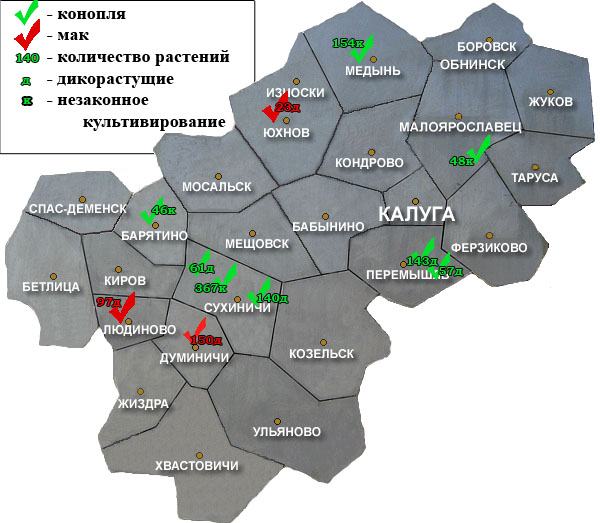 - конопля
- мак
140 - количество растений
д - дикорастущие
к - незаконное
культивирование
154к
МЕДЫНЬ
БОРОВСК
ОБНИНСК
ИЗНОСКИ
23д
ЮХНОВ
ЖУКОВ
МАЛОЯРОСЛАВЕЦ
КОНДРОВО
48к
ТАРУСА
МОСАЛЬСК
СПАС-ДЕМЕНСК
46к
БАРЯТИНО
БАБЫНИНО
КАЛУГА
МЕЩОВСК
ФЕРЗИКОВО
61д
143д
57д
ПЕРЕМЫШЛЬ
БЕТЛИЦА
КИРОВ
367к
140д
СУХИНИЧИ
97д
ЛЮДИНОВО
150д
ДУМИНИЧИ
КОЗЕЛЬСК
ЖИЗДРА
УЛЬЯНОВО
ХВАСТОВИЧИ